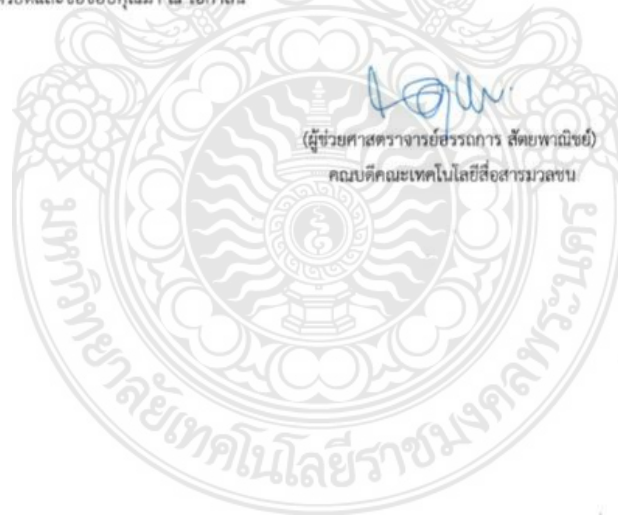 (ผู้ช่วยศาสตราจารย์อรรถการ สัตยพาณิชย์)
คณบดีคณะเทคโนโลยีสื่อสารมวลชน
มหาวิทยาลัยเทคโนโลยีราชมงคลพระนคร